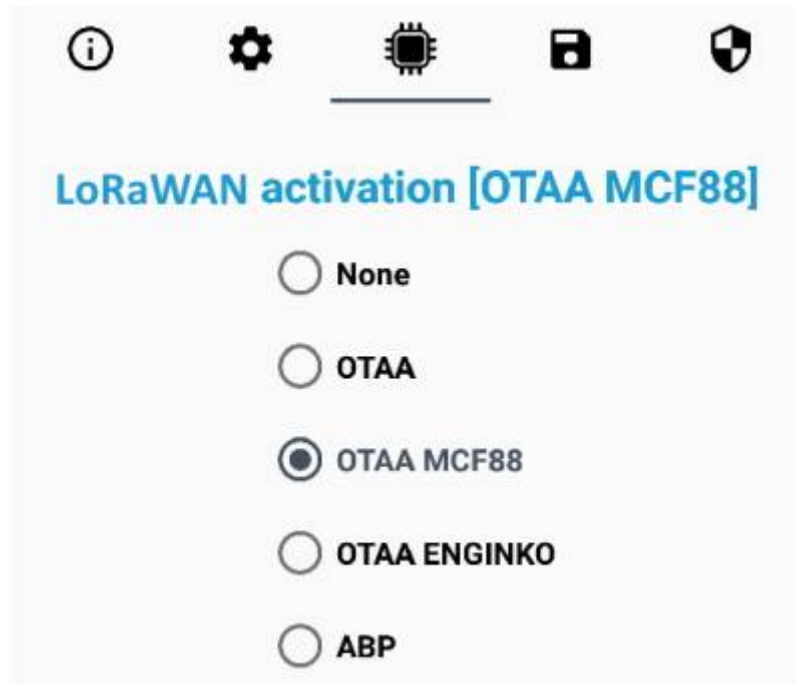 LoRaWAN activation [OTAA MCF88]
None
OTAA
OTAA MCF88
OTAA ENGINKO
ABP